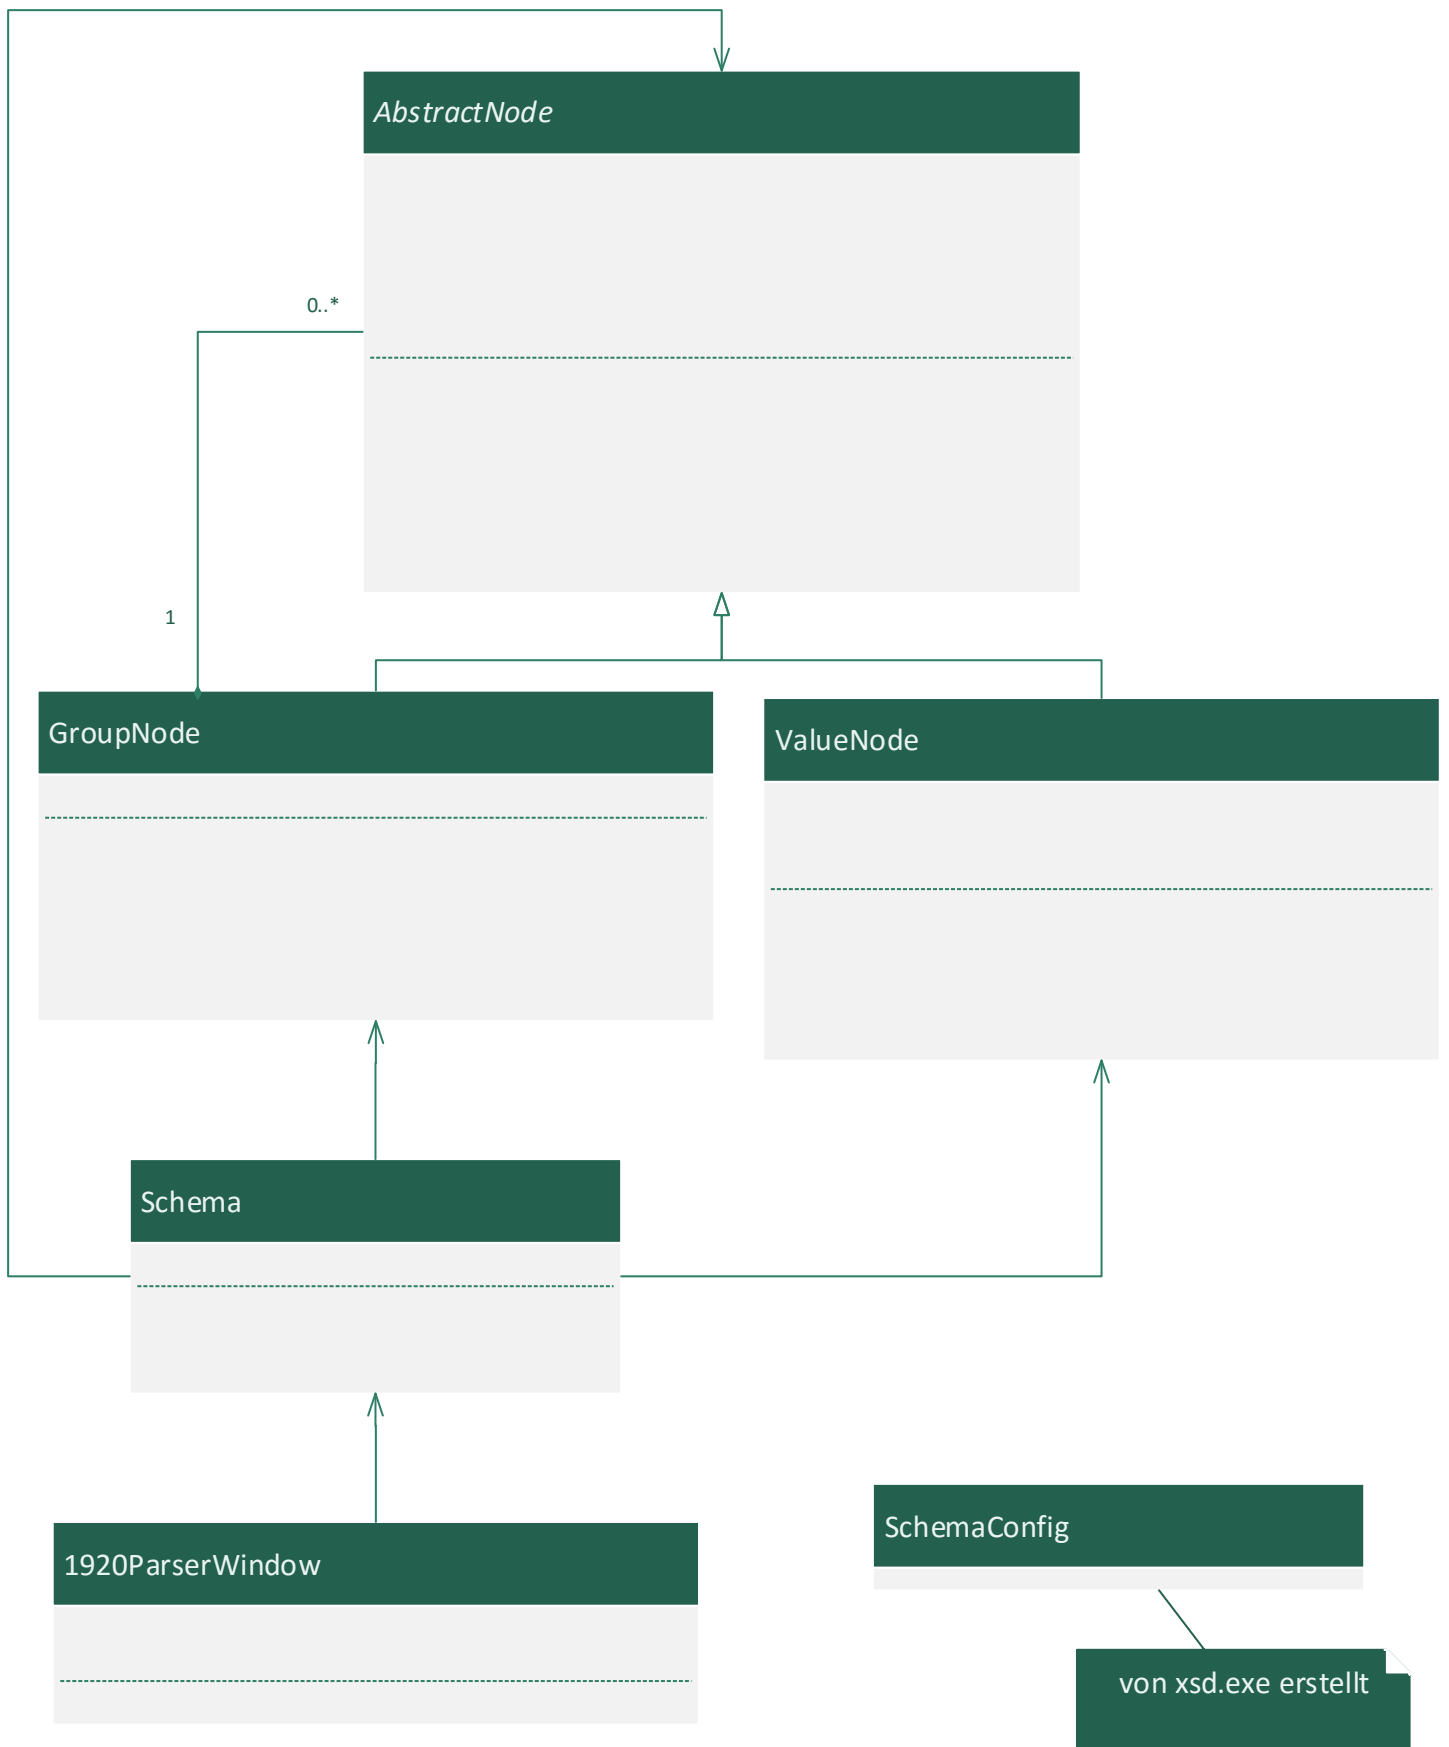 AbstractNode
0..*
1
GroupNode
ValueNode
Schema
SchemaConfig
1920ParserWindow
von xsd.exe erstellt